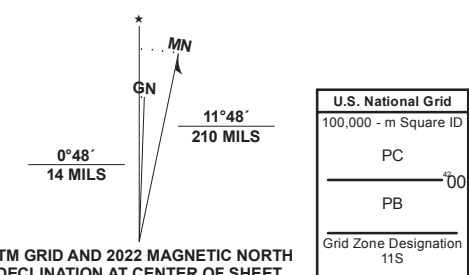 ★
MN
GN
11°48´
210 MILS
0°48´
14 MILS
TM GRID AND 2022 MAGNETIC NORTH
DECLINATION AT CENTER OF SHEET
U.S. National Grid
100,000 - m Square ID
PC
4200
PB
Grid Zone Designation
11S